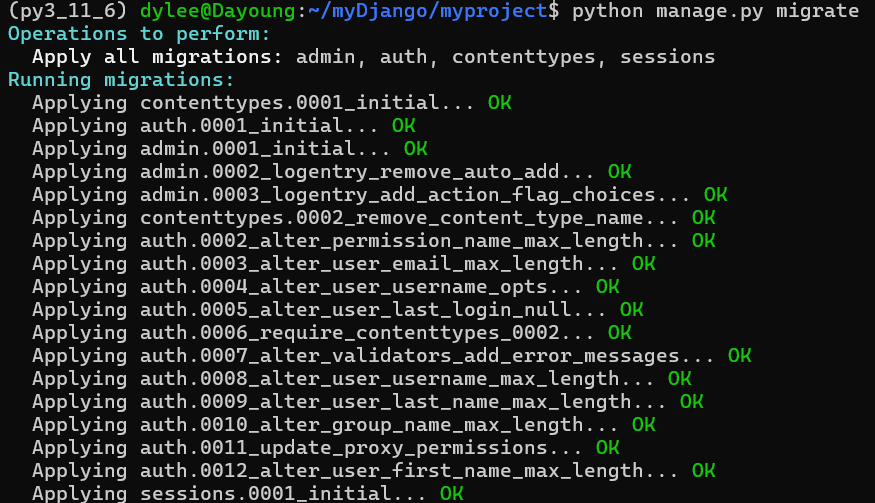 (py3_11_6) dylee@Dayoung:~/myDjango/myproject$ python manage.py migrate
Operations to perform:
  Apply all migrations: admin, auth, contenttypes, sessions
Running migrations:
  Applying contenttypes.0001_initial... OK
  Applying auth.0001_initial... OK
  Applying admin.0001_initial... OK
  Applying admin.0002_logentry_remove_auto_add... OK
  Applying admin.0003_logentry_add_action_flag_choices... OK
  Applying contenttypes.0002_remove_content_type_name... OK
  Applying auth.0002_alter_permission_name_max_length... OK
  Applying auth.0003_alter_user_email_max_length... OK
  Applying auth.0004_alter_user_username_opts... OK
  Applying auth.0005_alter_user_last_login_null... OK
  Applying auth.0006_require_contenttypes_0002... OK
  Applying auth.0007_alter_validators_add_error_messages... OK
  Applying auth.0008_alter_user_username_max_length... OK
  Applying auth.0009_alter_user_last_name_max_length... OK
  Applying auth.0010_alter_group_name_max_length... OK
  Applying auth.0011_update_proxy_permissions... OK
  Applying auth.0012_alter_user_first_name_max_length... OK
  Applying sessions.0001_initial... OK